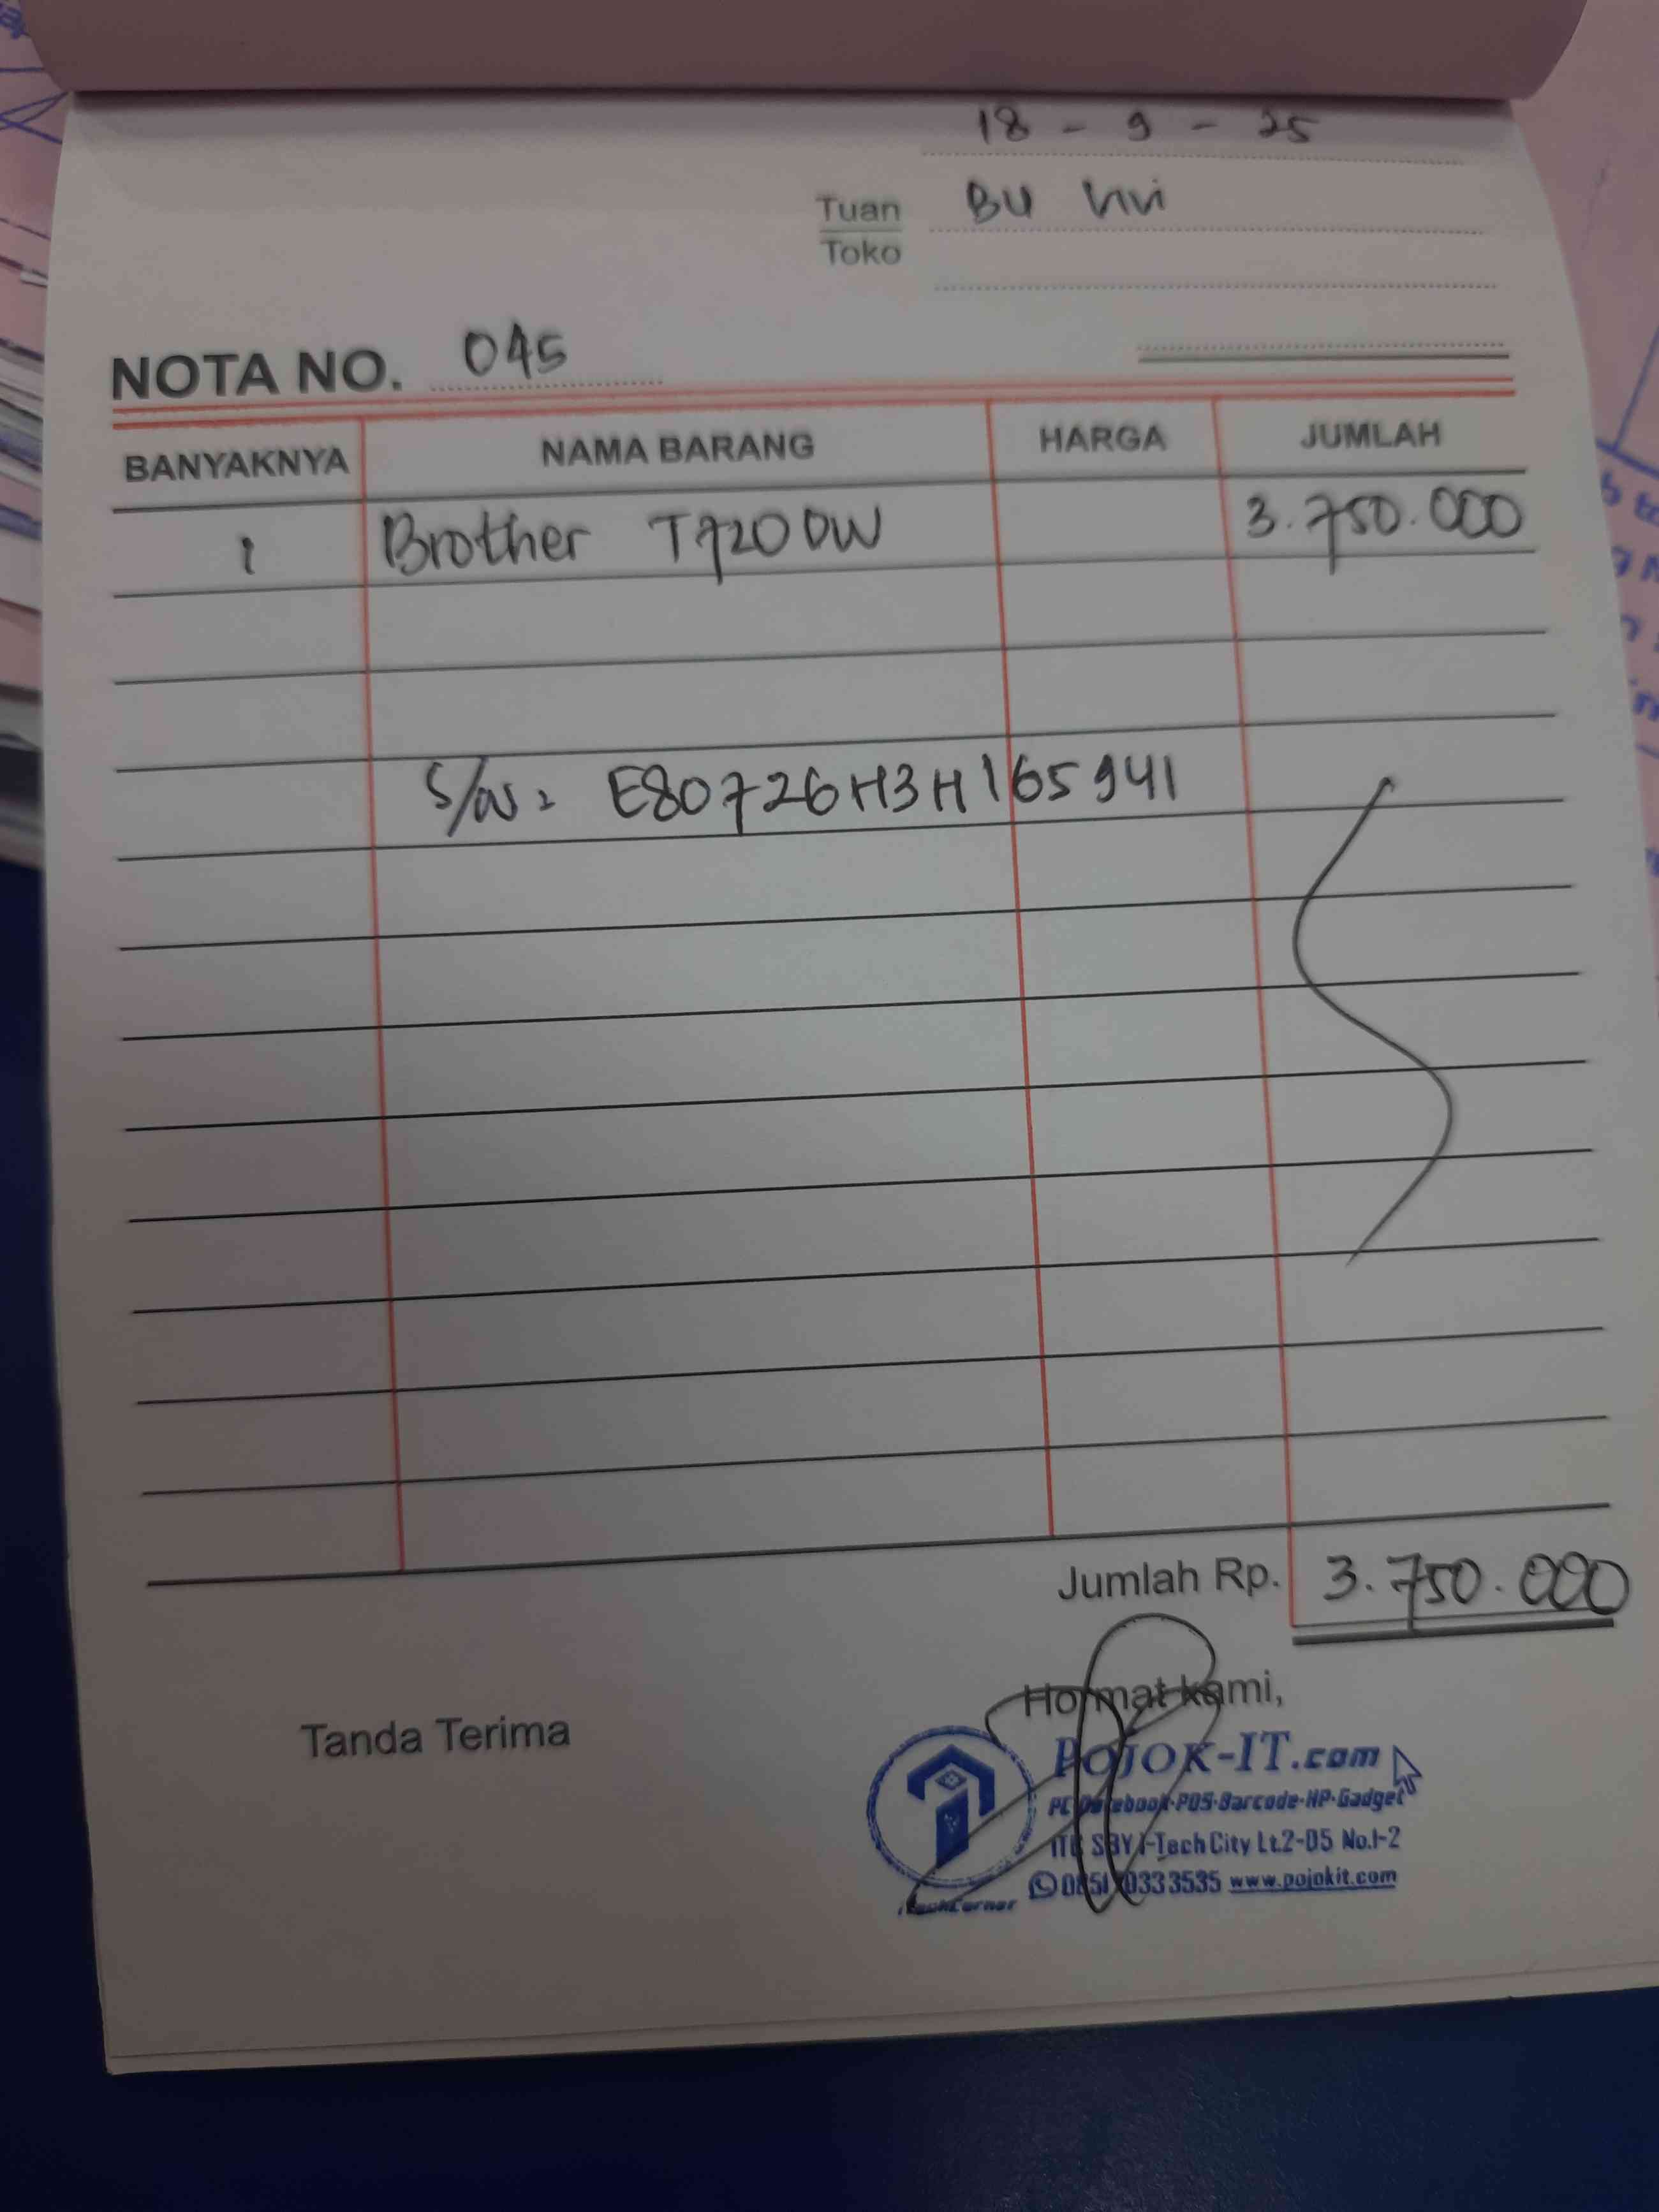 18 - 9 - 25
Tuan Bu Vivi
Toko
NOTA NO. 045
BANYAKNYA NAMA BARANG HARGA JUMLAH
1 Brother T720DW 3.750.000
S/N: E80726H3H165941
Jumlah Rp. 3.750.000
Tanda Terima
Hormat kami,
POJOK-IT.com
PC·Notebook·POS·Barcode·HP·Gadget
ITC SBY i-Tech City Lt.2-D5 No.1-2
3535 www.pojokit.com
iTechCorner